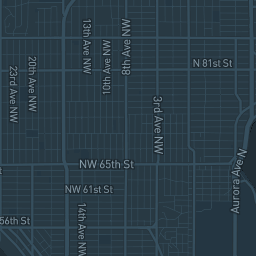 13th Ave NW
8th Ave NW
10th Ave NW
20th Ave NW
23rd Ave NW
N 81st St
3rd Ave NW
Aurora Ave N
NW 65th St
NW 61st St
14th Ave NW
56th St